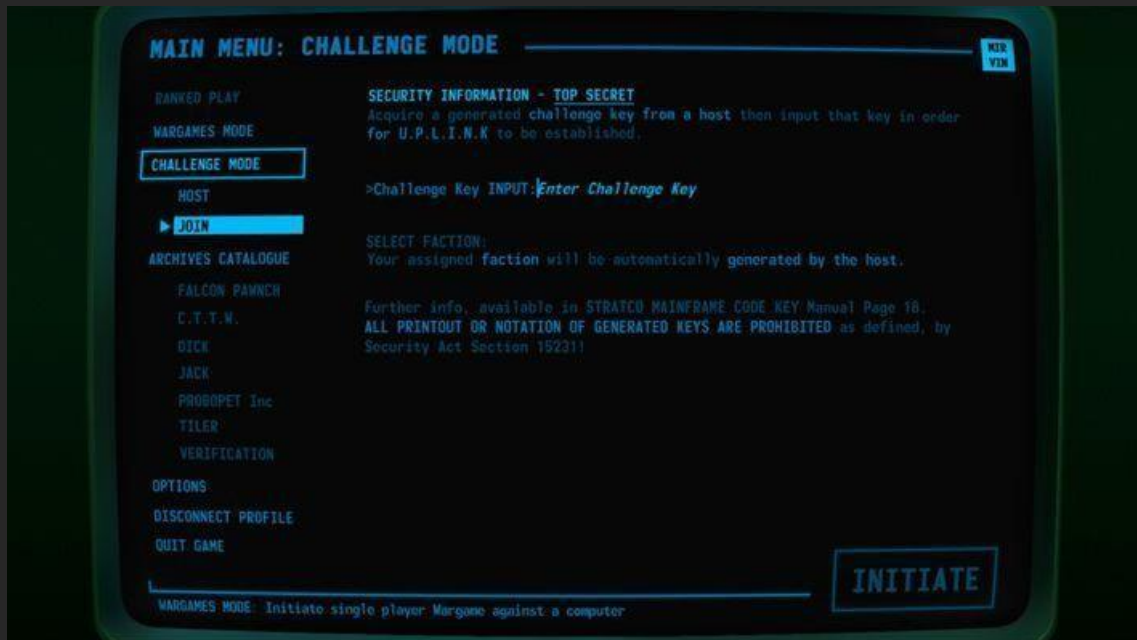 MAIN MENU: CHALLENGE MODE
MIR
VIN
RANKED PLAY
WARGAMES MODE
CHALLENGE MODE
HOST
JOIN
ARCHIVES CATALOGUE
FALCON PAWNCH
C.T.T.W.
DICK
JACK
PROBOPET Inc
TILER
VERIFICATION
OPTIONS
DISCONNECT PROFILE
QUIT GAME
SECURITY INFORMATION - TOP SECRET
Acquire a generated challenge key from a host then input that key in order
for U.P.L.I.N.K to be established.
>Challenge Key INPUT:Enter Challenge Key
SELECT FACTION:
Your assigned faction will be automatically generated by the host.
Further info, available in STRATCO MAINFRAME CODE KEY Manual Page 18.
ALL PRINTOUT OR NOTATION OF GENERATED KEYS ARE PROHIBITED as defined, by
Security Act Section 15231!
INITIATE
WARGAMES MODE: Initiate single player Wargame against a computer